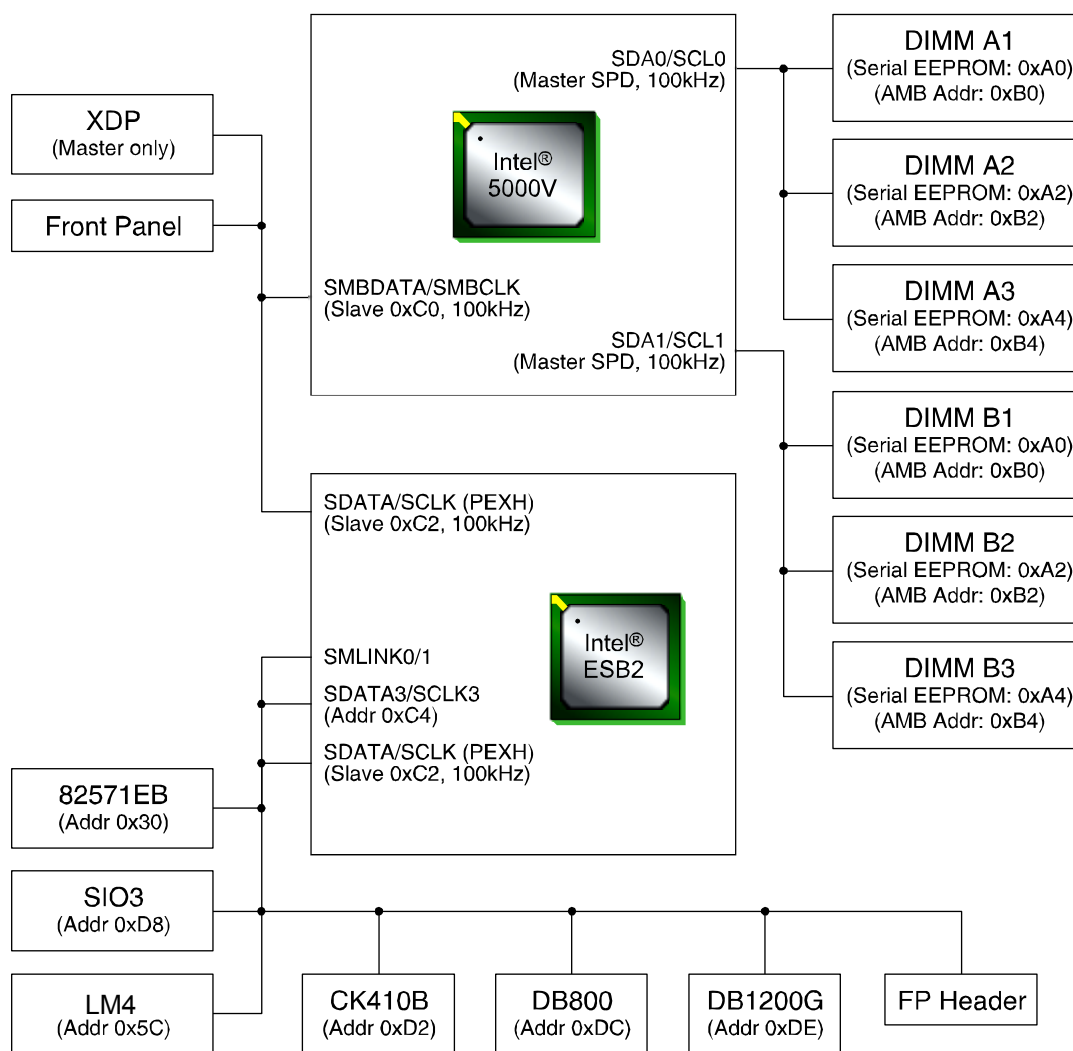 SDA0/SCL0
(Master SPD, 100kHz)
DIMM A1
(Serial EEPROM: 0xA0)
(AMB Addr: 0xB0)
XDP
(Master only)
Intel®
5000V
DIMM A2
(Serial EEPROM: 0xA2)
(AMB Addr: 0xB2)
Front Panel
SMBDATA/SMBCLK
(Slave 0xC0, 100kHz)
DIMM A3
(Serial EEPROM: 0xA4)
(AMB Addr: 0xB4)
SDA1/SCL1
(Master SPD, 100kHz)
DIMM B1
(Serial EEPROM: 0xA0)
(AMB Addr: 0xB0)
SDATA/SCLK (PEXH)
(Slave 0xC2, 100kHz)
DIMM B2
(Serial EEPROM: 0xA2)
(AMB Addr: 0xB2)
SMLINK0/1
Intel®
ESB2
SDATA3/SCLK3
(Addr 0xC4)
DIMM B3
(Serial EEPROM: 0xA4)
(AMB Addr: 0xB4)
SDATA/SCLK (PEXH)
(Slave 0xC2, 100kHz)
82571EB
(Addr 0x30)
SIO3
(Addr 0xD8)
LM4
(Addr 0x5C)
CK410B
(Addr 0xD2)
DB800
(Addr 0xDC)
DB1200G
(Addr 0xDE)
FP Header